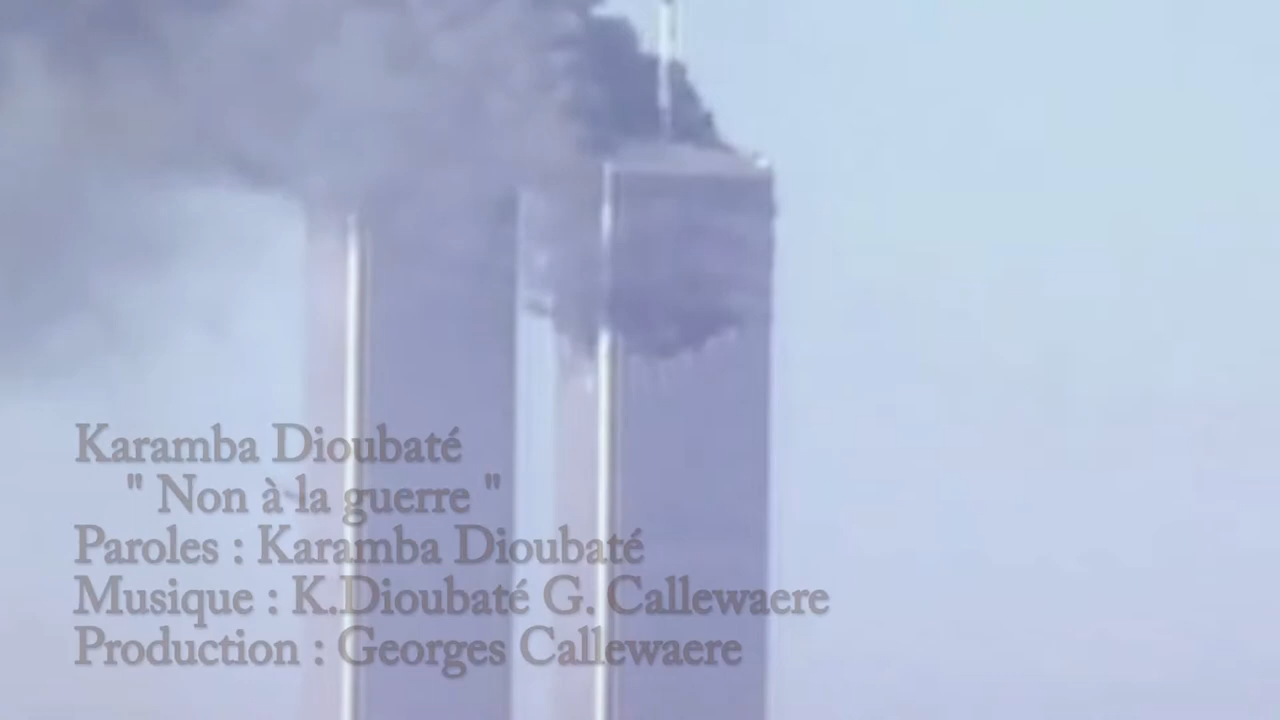 Karamba Dioubaté
" Non à la guerre "
Paroles : Karamba Dioubaté
Musique : K.Dioubaté G. Callewaere
Production : Georges Callewaere